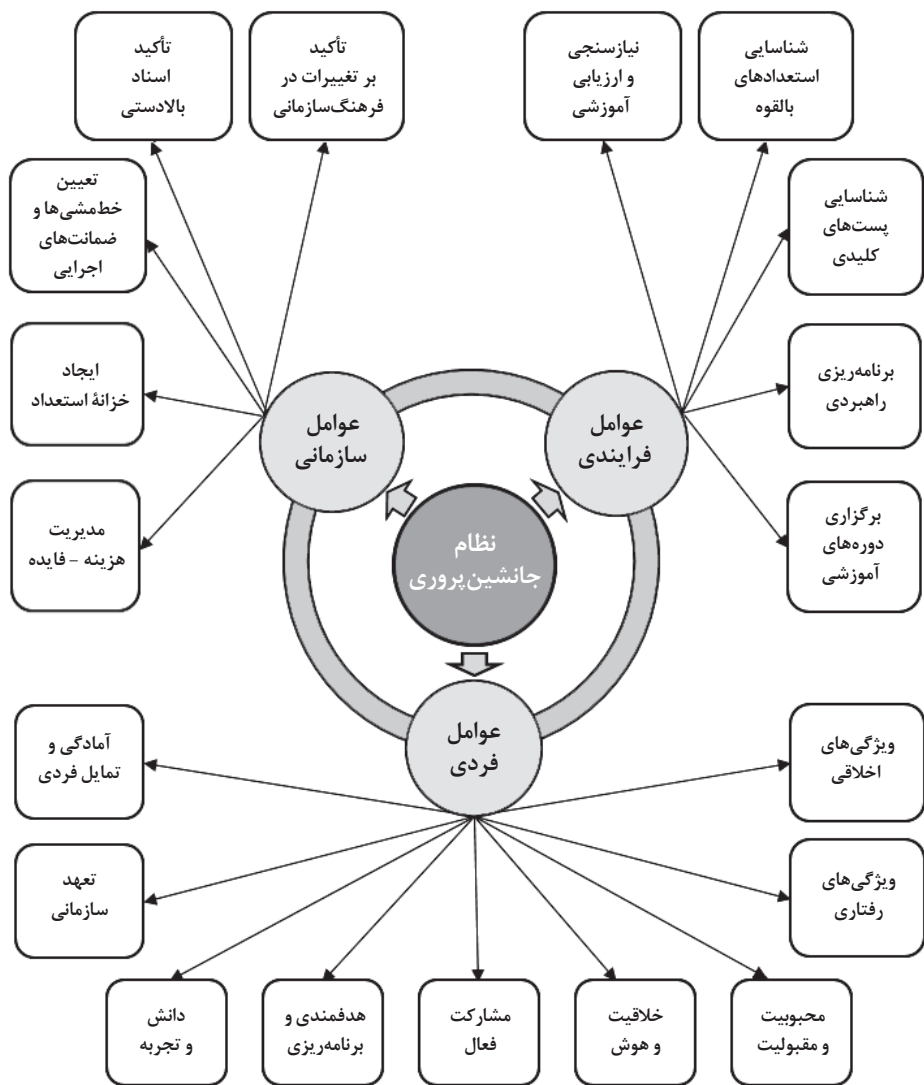 شناسایی
استعدادهای
بالقوه
نیازسنجی
و ارزیابی
آموزشی
تأکید
بر تغییرات در
فرهنگ‌سازمانی
تأکید
اسناد
بالادستی
شناسایی
پست‌های
کلیدی
تعیین
خط‌مشی‌ها و
ضمانت‌های
اجرایی
برنامه‌ریزی
راهبردی
ایجاد
خزانهٔ استعداد
عوامل
فرایندی
عوامل
سازمانی
برگزاری
دوره‌های
آموزشی
مدیریت
هزینه – فایده
نظام
جانشین‌پروری
عوامل
فردی
ویژگی‌های
اخلاقی
آمادگی و
تمایل فردی
ویژگی‌های
رفتاری
تعهد
سازمانی
محبوبیت
و مقبولیت
خلاقیت
و هوش
مشارکت
فعال
هدفمندی و
برنامه‌ریزی
دانش
و تجربه